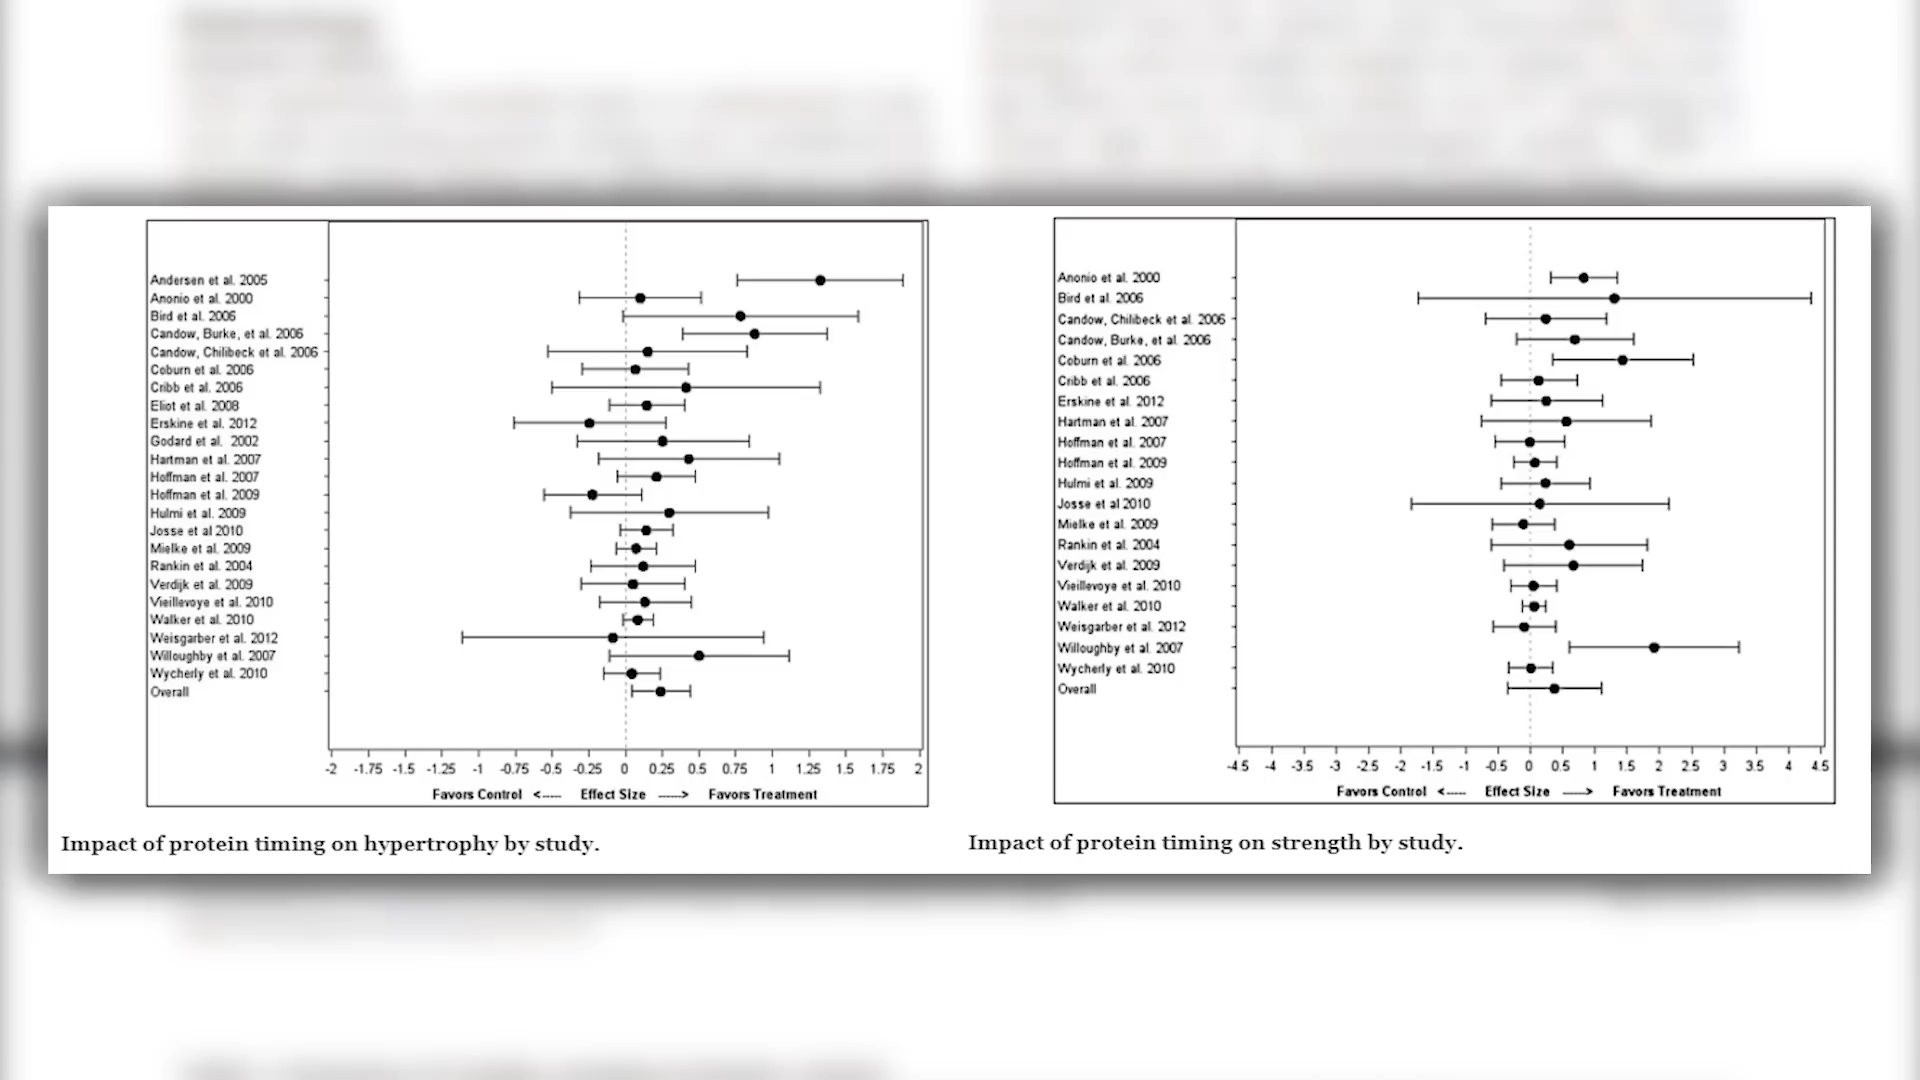 Andersen et al. 2005
Anonio et al. 2000
Bird et al. 2006
Candow, Burke, et al. 2006
Candow, Chilibeck et al. 2006
Coburn et al. 2006
Cribb et al. 2006
Eliot et al. 2008
Erskine et al. 2012
Godard et al. 2002
Hartman et al. 2007
Hoffman et al. 2007
Hoffman et al. 2009
Hulmi et al. 2009
Josse et al 2010
Mielke et al. 2009
Rankin et al. 2004
Verdijk et al. 2009
Vieillevoye et al. 2010
Walker et al. 2010
Weisgarber et al. 2012
Willoughby et al. 2007
Wycherly et al. 2010
Overall
-2 -1.75 -1.5 -1.25 -1 -0.75 -0.5 -0.25 0 0.25 0.5 0.75 1 1.25 1.5 1.75 2
Favors Control <---- Effect Size ----> Favors Treatment
Impact of protein timing on hypertrophy by study.
Anonio et al. 2000
Bird et al. 2006
Candow, Chilibeck et al. 2006
Candow, Burke, et al. 2006
Coburn et al. 2006
Cribb et al. 2006
Erskine et al. 2012
Hartman et al. 2007
Hoffman et al. 2007
Hoffman et al. 2009
Hulmi et al. 2009
Josse et al 2010
Mielke et al. 2009
Rankin et al. 2004
Verdijk et al. 2009
Vieillevoye et al. 2010
Walker et al. 2010
Weisgarber et al. 2012
Willoughby et al. 2007
Wycherly et al. 2010
Overall
-4.5 -4 -3.5 -3 -2.5 -2 -1.5 -1 -0.5 0 0.5 1 1.5 2 2.5 3 3.5 4 4.5
Favors Control <---- Effect Size ----> Favors Treatment
Impact of protein timing on strength by study.